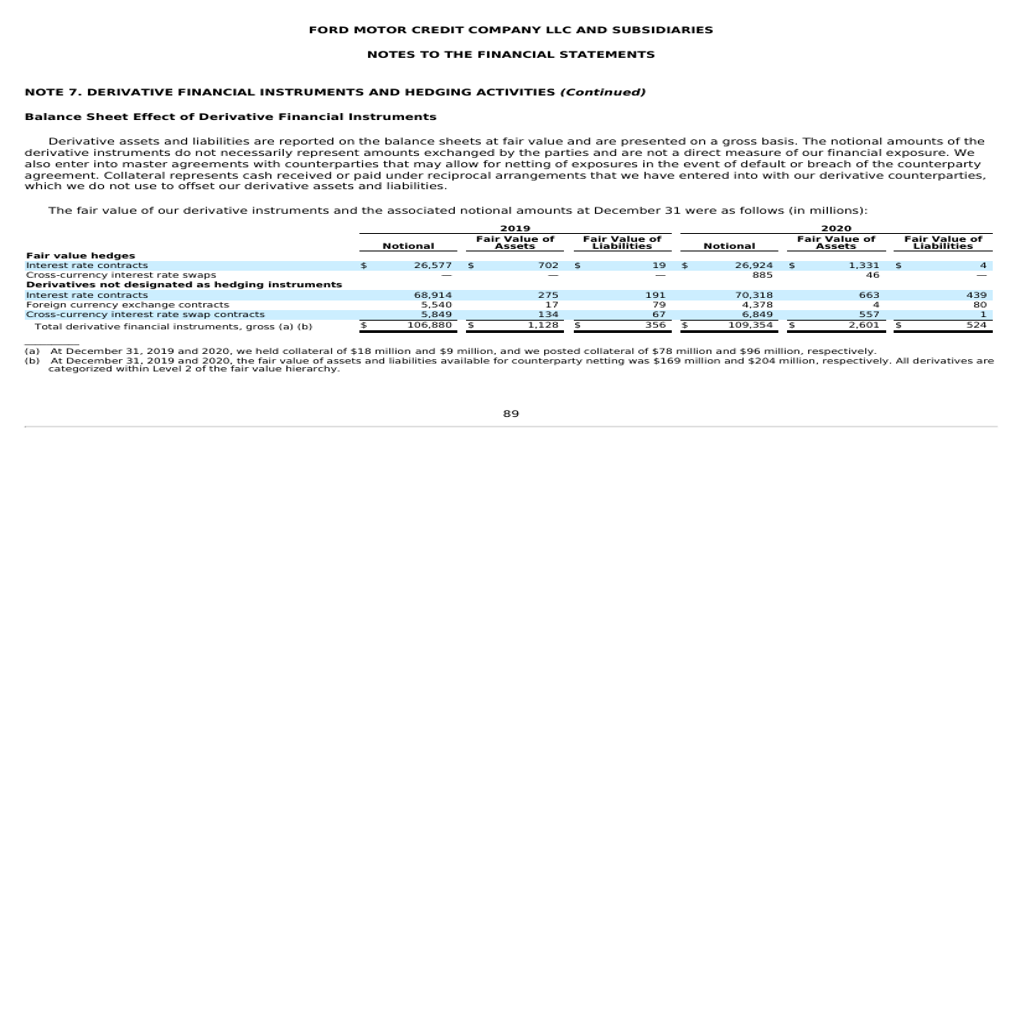 FORD MOTOR CREDIT COMPANY LLC AND SUBSIDIARIES
NOTES TO THE FINANCIAL STATEMENTS
NOTE 7. DERIVATIVE FINANCIAL INSTRUMENTS AND HEDGING ACTIVITIES (Continued)
Balance Sheet Effect of Derivative Financial Instruments
Derivative assets and liabilities are reported on the balance sheets at fair value and are presented on a gross basis. The notional amounts of the
derivative instruments do not necessarily represent amounts exchanged by the parties and are not a direct measure of our financial exposure. We
also enter into master agreements with counterparties that may allow for netting of exposures in the event of default or breach of the counterparty
agreement. Collateral represents cash received or paid under reciprocal arrangements that we have entered into with our derivative counterparties,
which we do not use to offset our derivative assets and liabilities.
The fair value of our derivative instruments and the associated notional amounts at December 31 were as follows (in millions):
2019 2020
Notional Fair Value of Assets Fair Value of Liabilities Notional Fair Value of Assets Fair Value of Liabilities
Fair value hedges
Interest rate contracts $ 26,577 $ 702 $ 19 $ 26,924 $ 1,331 $ 4
Cross-currency interest rate swaps — — — 885 46 —
Derivatives not designated as hedging instruments
Interest rate contracts 68,914 275 191 70,318 663 439
Foreign currency exchange contracts 5,540 17 79 4,378 4 80
Cross-currency interest rate swap contracts 5,849 134 67 6,849 557 1
Total derivative financial instruments, gross (a) (b) $ 106,880 $ 1,128 $ 356 $ 109,354 $ 2,601 $ 524
(a) At December 31, 2019 and 2020, we held collateral of $18 million and $9 million, and we posted collateral of $78 million and $96 million, respectively.
(b) At December 31, 2019 and 2020, the fair value of assets and liabilities available for counterparty netting was $169 million and $204 million, respectively. All derivatives are
categorized within Level 2 of the fair value hierarchy.
89